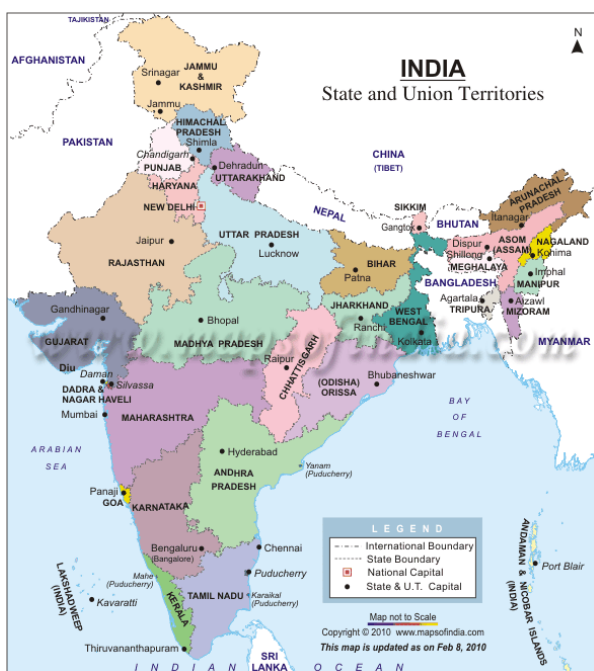 TAJIKISTAN
AFGHANISTAN
N
INDIA
State and Union Territories
JAMMU
&
KASHMIR
Srinagar
Jammu
PAKISTAN
HIMACHAL
PRADESH
Shimla
Chandigarh
PUNJAB
Dehradun
UTTARAKHAND
HARYANA
NEW DELHI
CHINA
(TIBET)
NEPAL
SIKKIM
Gangtok
BHUTAN
ARUNACHAL
PRADESH
Itanagar
Dispur
ASOM
(ASSAM)
NAGALAND
Kohima
Shillong
MEGHALAYA
Imphal
MANIPUR
BANGLADESH
Agartala
TRIPURA
Aizawl
MIZORAM
MYANMAR
Jaipur
RAJASTHAN
UTTAR PRADESH
Lucknow
BIHAR
Patna
JHARKHAND
Ranchi
WEST
BENGAL
Kolkata
Gandhinagar
GUJARAT
Bhopal
MADHYA PRADESH
www.mapsofindia.com
Raipur
CHHATTISGARH
(ODISHA)
ORISSA
Bhubaneshwar
Diu
Daman
Silvassa
DADRA &
NAGAR HAVELI
Mumbai
MAHARASHTRA
ARABIAN
SEA
BAY
OF
BENGAL
Hyderabad
ANDHRA
PRADESH
Yanam
(Puducherry)
Panaji
GOA
KARNATAKA
Bengaluru
(Bangalore)
Chennai
Mahe
(Puducherry)
Puducherry
TAMIL NADU
Karaikal
(Puducherry)
KERALA
Thiruvananthapuram
LAKSHADWEEP
(INDIA)
Kavaratti
ANDAMAN & NICOBAR ISLANDS
(INDIA)
Port Blair
LEGEND
International Boundary
State Boundary
National Capital
State & U.T. Capital
Map not to Scale
Copyright © 2010 www.mapsofindia.com
This map is updated as on Feb 8, 2010
SRI
LANKA
INDIAN OCEAN